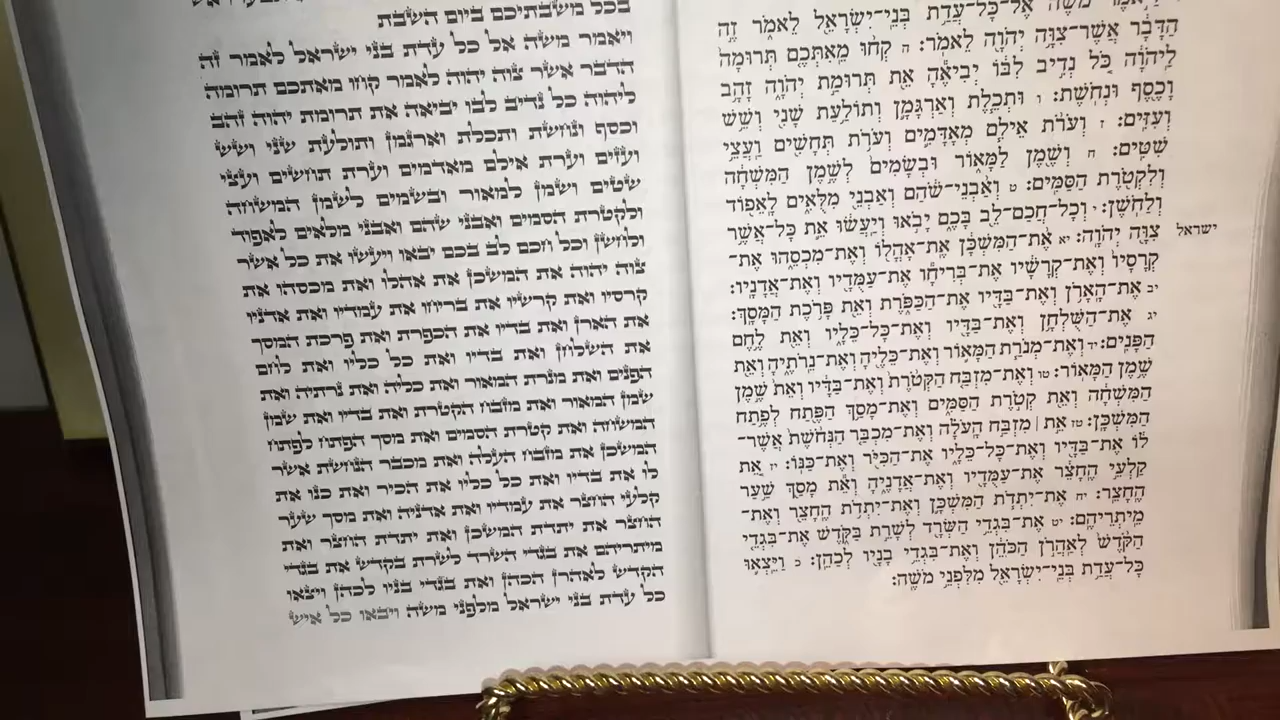 ויאמר משה אל־כל־עדת בני־ישראל לאמר זה
הדבר אשר־צוה יהוה לאמר: ה קחו מאתכם תרומה
ליהוה כל נדיב לבו יביאה את תרומת יהוה זהב
וכסף ונחשת: ו ותכלת וארגמן ותולעת שני ושש
ועזים: ז וערת אילם מאדמים וערת תחשים ועצי
שטים: ח ושמן למאור ובשמים לשמן המשחה
ולקטרת הסמים: ט ואבני־שהם ואבני מלאים לאפוד
ולחשן: י וכל־חכם־לב בכם יבאו ויעשו את כל־אשר
ישראל צוה יהוה: יא את־המשכן את־אהלו ואת־מכסהו את־
קרסיו ואת־קרשיו את־בריחו את־עמדיו ואת־אדניו:
יב את־הארן ואת־בדיו את־הכפרת ואת פרכת המסך:
יג את־השלחן ואת־בדיו ואת־כל־כליו ואת לחם
הפנים: יד ואת־מנרת המאור ואת־כליה ואת־נרתיה ואת
שמן המאור: טו ואת־מזבח הקטרת ואת־בדיו ואת שמן
המשחה ואת קטרת הסמים ואת־מסך הפתח לפתח
המשכן: טז את | מזבח העלה ואת־מכבר הנחשת אשר־
לו את־בדיו ואת־כל־כליו את־הכיר ואת־כנו: יז את
קלעי החצר את־עמדיו ואת־אדניה ואת מסך שער
החצר: יח את־יתדת המשכן ואת־יתדת החצר ואת־
מיתריהם: יט את־בגדי השרד לשרת בקדש את־בגדי
הקדש לאהרן הכהן ואת־בגדי בניו לכהן: כ ויצאו
כל־עדת בני־ישראל מלפני משה:
בכל משבתיכם ביום השבת
ויאמר משה אל כל עדת בני ישראל לאמר זה
הדבר אשר צוה יהוה לאמר קחו מאתכם תרומה
ליהוה כל נדיב לבו יביאה את תרומת יהוה זהב
וכסף ונחשת ותכלת וארגמן ותולעת שני ושש
ועזים וערת אילם מאדמים וערת תחשים ועצי
שטים ושמן למאור ובשמים לשמן המשחה
ולקטרת הסמים ואבני שהם ואבני מלאים לאפוד
ולחשן וכל חכם לב בכם יבאו ויעשו את כל אשר
צוה יהוה את המשכן את אהלו ואת מכסהו את
קרסיו ואת קרשיו את בריחו את עמדיו ואת אדניו
את הארן ואת בדיו את הכפרת ואת פרכת המסך
את השלחן ואת בדיו ואת כל כליו ואת לחם
הפנים ואת מנרת המאור ואת כליה ואת נרתיה ואת
שמן המאור ואת מזבח הקטרת ואת בדיו ואת שמן
המשחה ואת קטרת הסמים ואת מסך הפתח לפתח
המשכן את מזבח העלה ואת מכבר הנחשת אשר
לו את בדיו ואת כל כליו את הכיר ואת כנו את
קלעי החצר את עמדיו ואת אדניה ואת מסך שער
החצר את יתדת המשכן ואת יתדת החצר ואת
מיתריהם את בגדי השרד לשרת בקדש את בגדי
הקדש לאהרן הכהן ואת בגדי בניו לכהן ויצאו
כל עדת בני ישראל מלפני משה ויבאו כל איש